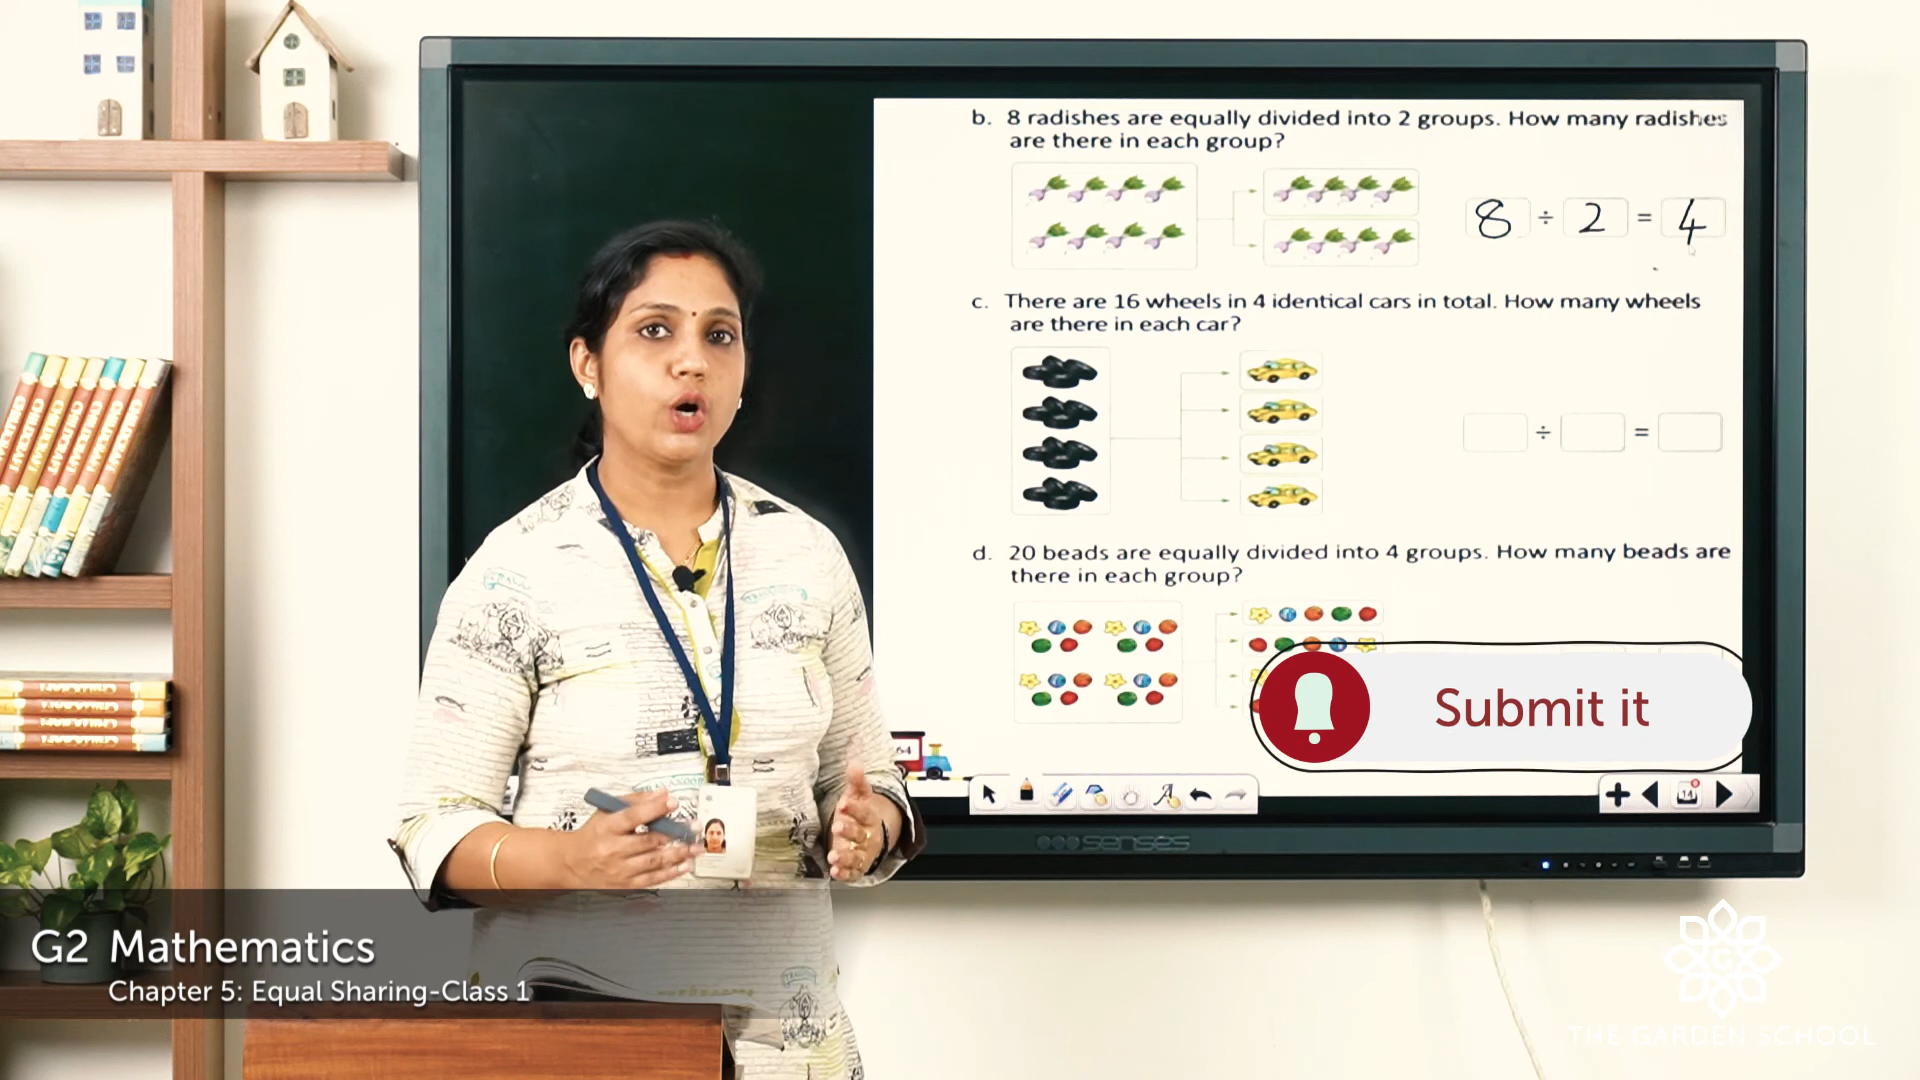 b. 8 radishes are equally divided into 2 groups. How many radishes
are there in each group?
8 ÷ 2 = 4
c. There are 16 wheels in 4 identical cars in total. How many wheels
are there in each car?
÷ =
d. 20 beads are equally divided into 4 groups. How many beads are
there in each group?
Submit it
64
14
senses
G2 Mathematics
Chapter 5: Equal Sharing-Class 1
THE GARDEN SCHOOL